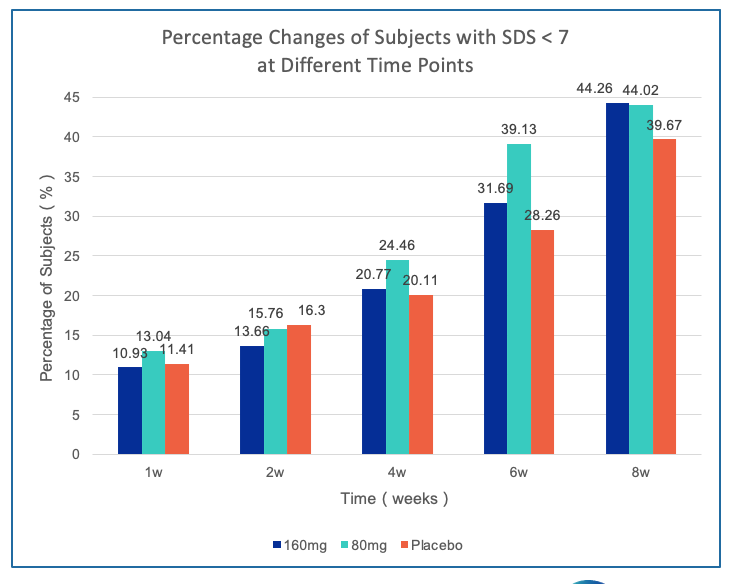 Percentage Changes of Subjects with SDS < 7
at Different Time Points
Percentage of Subjects ( % )
45
40
35
30
25
20
15
10
5
0
10.93
13.04
11.41
13.66
15.76
16.3
20.77
24.46
20.11
31.69
39.13
28.26
44.26
44.02
39.67
1w
2w
4w
6w
8w
Time ( weeks )
160mg
80mg
Placebo